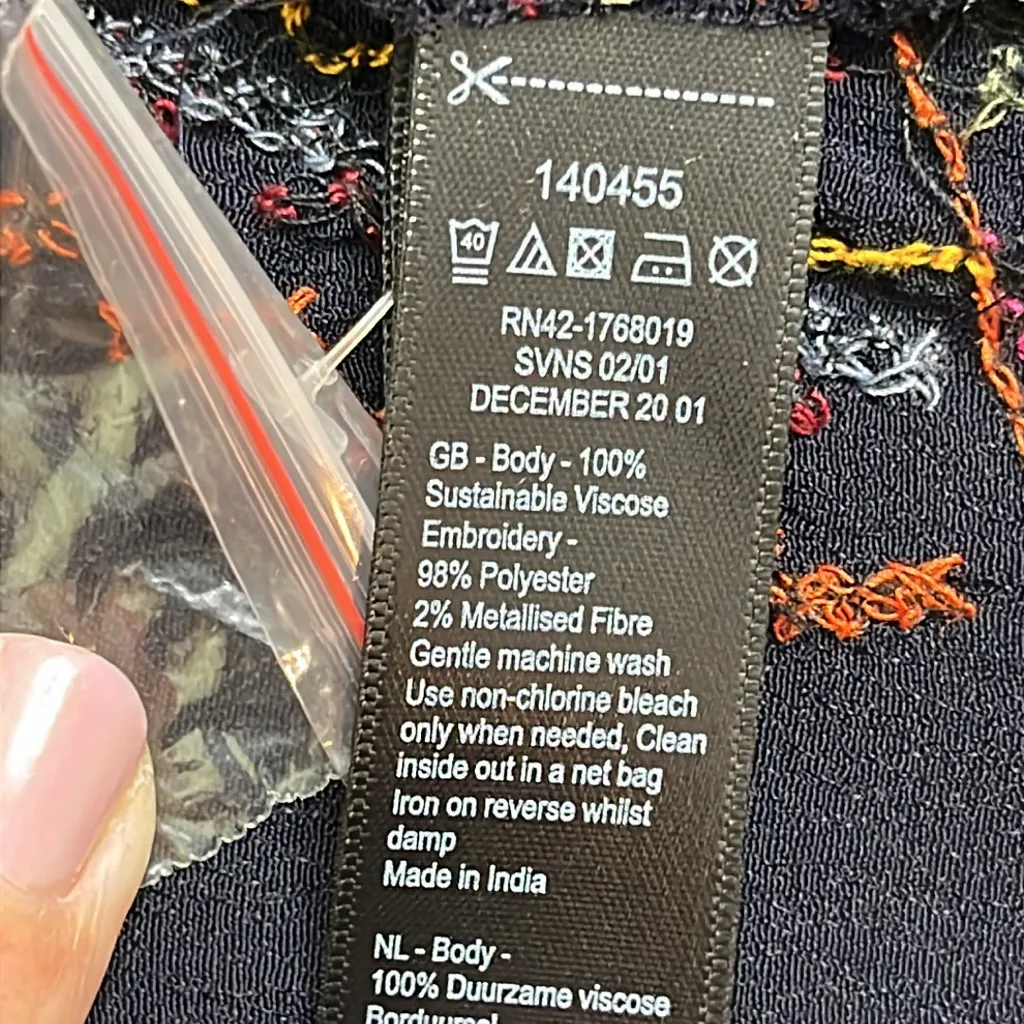 140455
40
RN42-1768019
SVNS 02/01
DECEMBER 20 01
GB - Body - 100%
Sustainable Viscose
Embroidery -
98% Polyester
2% Metallised Fibre
Gentle machine wash
Use non-chlorine bleach
only when needed, Clean
inside out in a net bag
Iron on reverse whilst
damp
Made in India
NL - Body -
100% Duurzame viscose